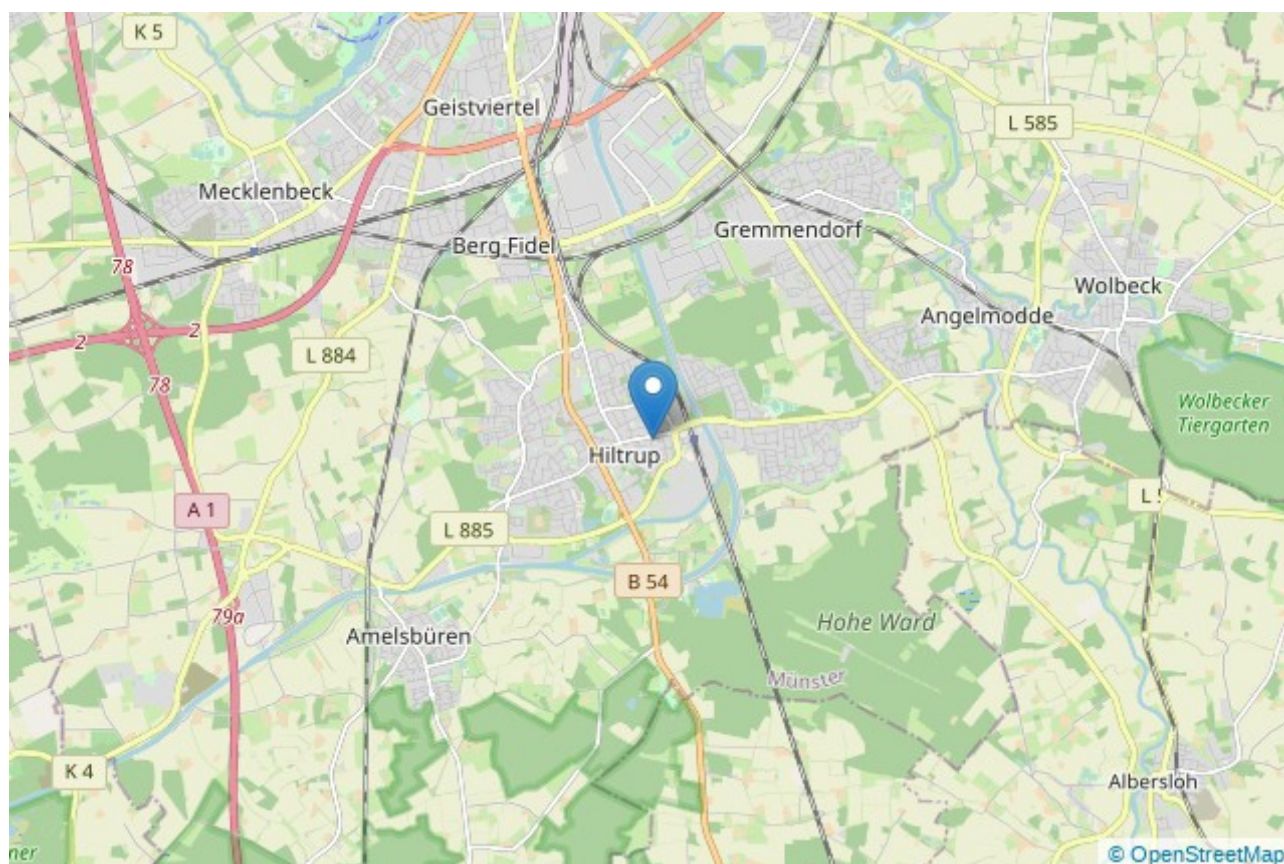 K 5
Geistviertel
L 585
Mecklenbeck
Gremmendorf
Berg Fidel
78
Wolbeck
Angelmodde
2
2
L 884
78
Wolbecker
Tiergarten
Hiltrup
A 1
L 885
B 54
79a
Amelsbüren
Hohe Ward
Münster
K 4
Albersloh
© OpenStreetMap